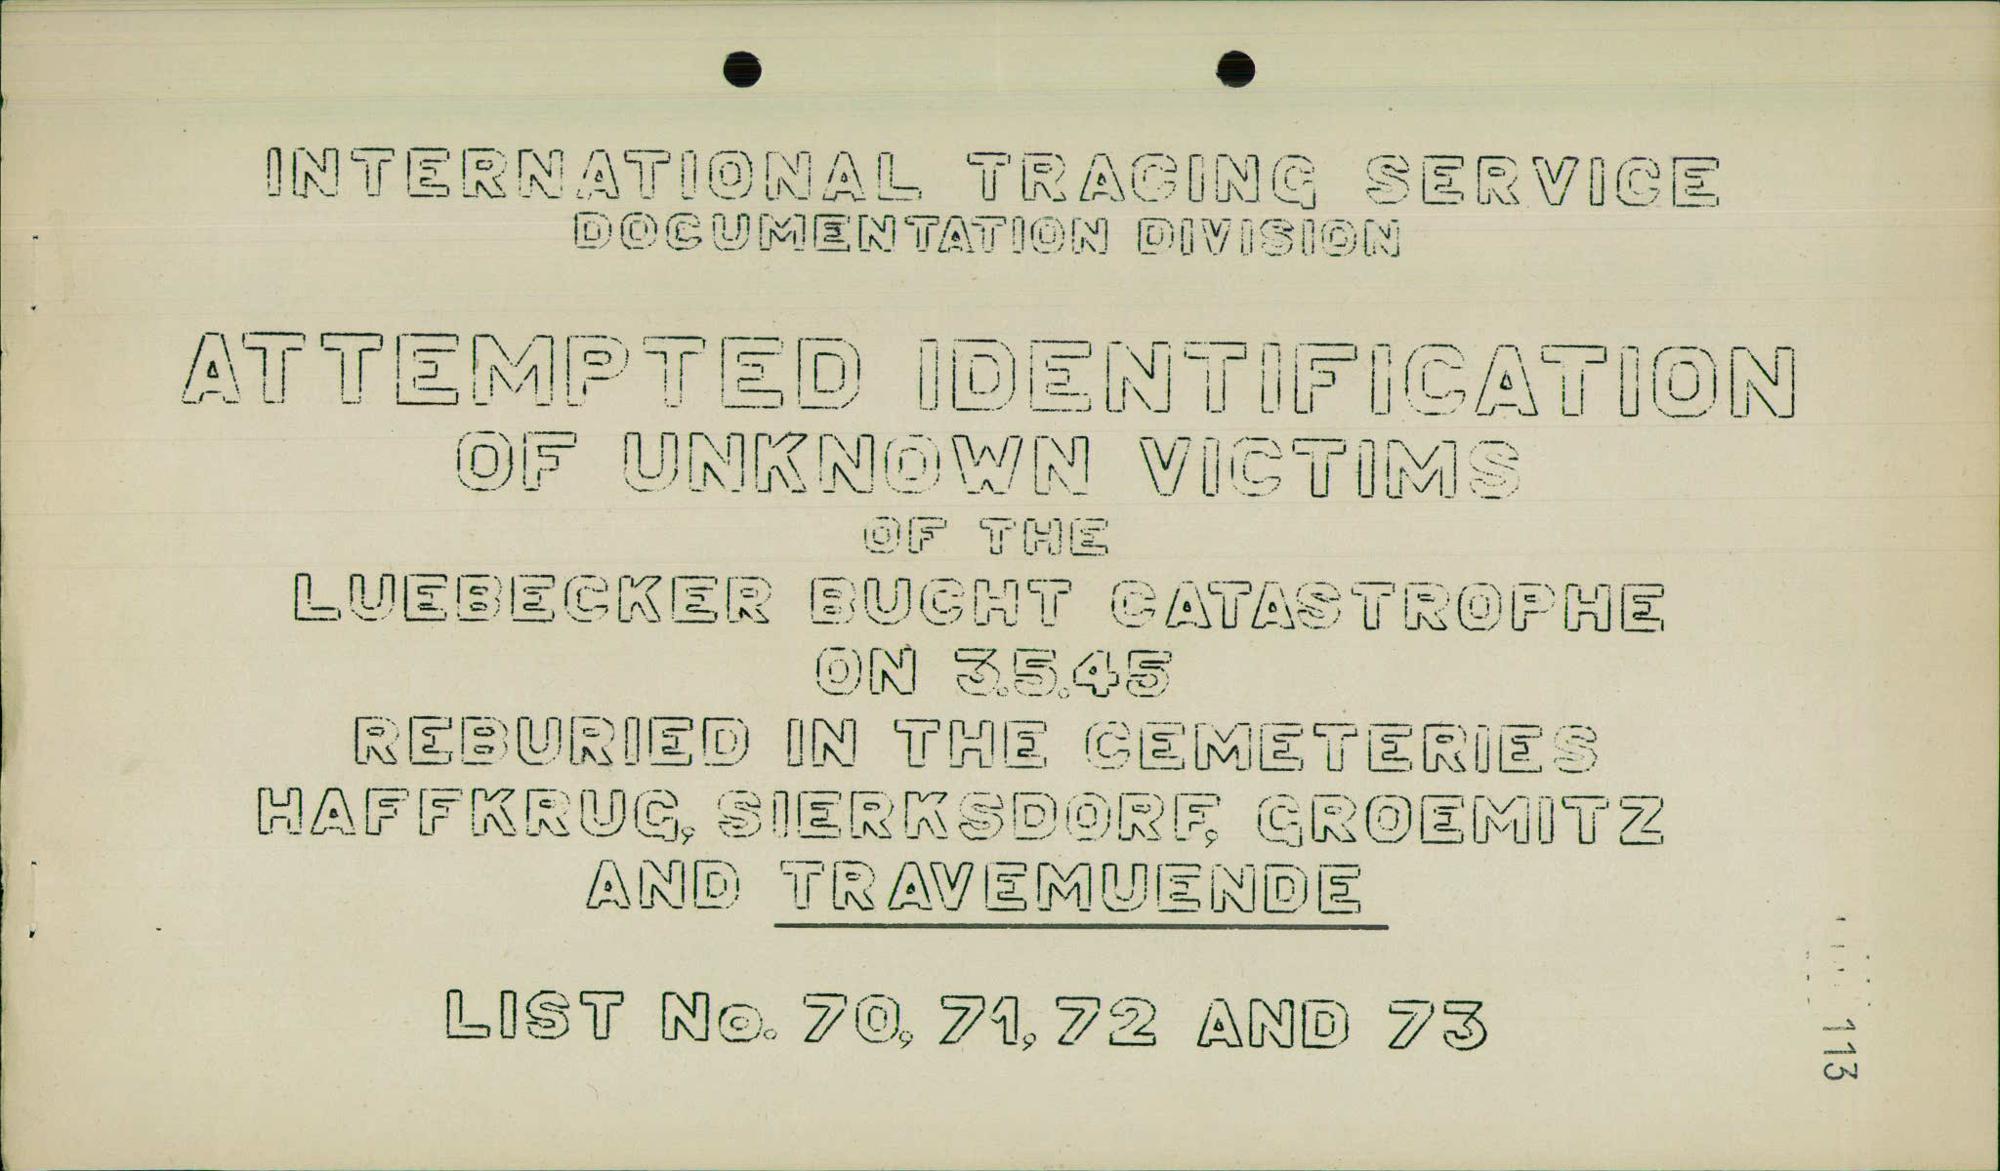 INTERNATIONAL TRACING SERVICE
DOCUMENTATION DIVISION
ATTEMPTED IDENTIFICATION
OF UNKNOWN VICTIMS
OF THE
LUEBECKER BUCHT CATASTROPHE
ON 3.5.45
REBURIED IN THE CEMETERIES
HAFFKRUG, SIERKSDORF, GROEMITZ
AND TRAVEMUENDE
LIST No. 70, 71, 72 AND 73
113